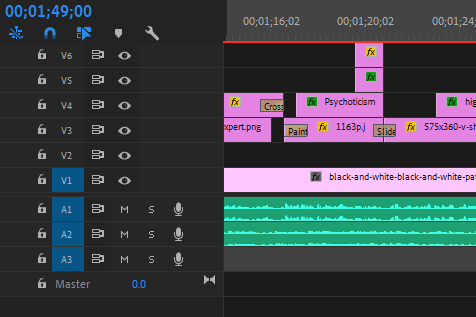 00;01;49;00
00;01;16;02 00;01;20;02 00;01;24;
V6 fx
V5 fx
V4 fx Cross fx Psychoticism fx hig
V3 xpert.png Paint fx 1163p.j Slide fx 575x360-v-sh
V2
V1 fx black-and-white-black-and-white-pa
A1 M S
A2 M S
A3 M S
Master 0.0